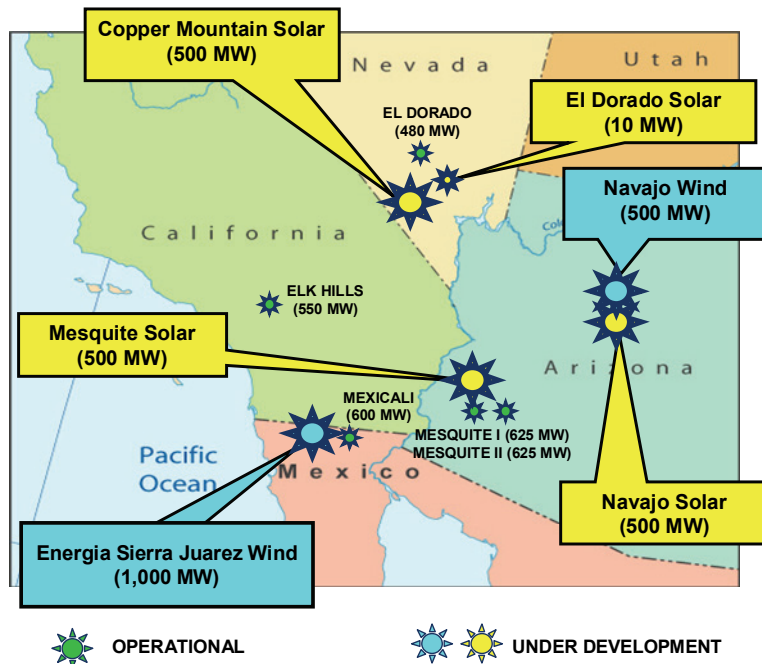 Copper Mountain Solar
(500 MW)
Nevada
Utah
EL DORADO
(480 MW)
El Dorado Solar
(10 MW)
Navajo Wind
(500 MW)
California
ELK HILLS
(550 MW)
Mesquite Solar
(500 MW)
Arizona
MEXICALI
(600 MW)
MESQUITE I (625 MW)
MESQUITE II (625 MW)
Pacific
Ocean
Mexico
Navajo Solar
(500 MW)
Energia Sierra Juarez Wind
(1,000 MW)
OPERATIONAL
UNDER DEVELOPMENT